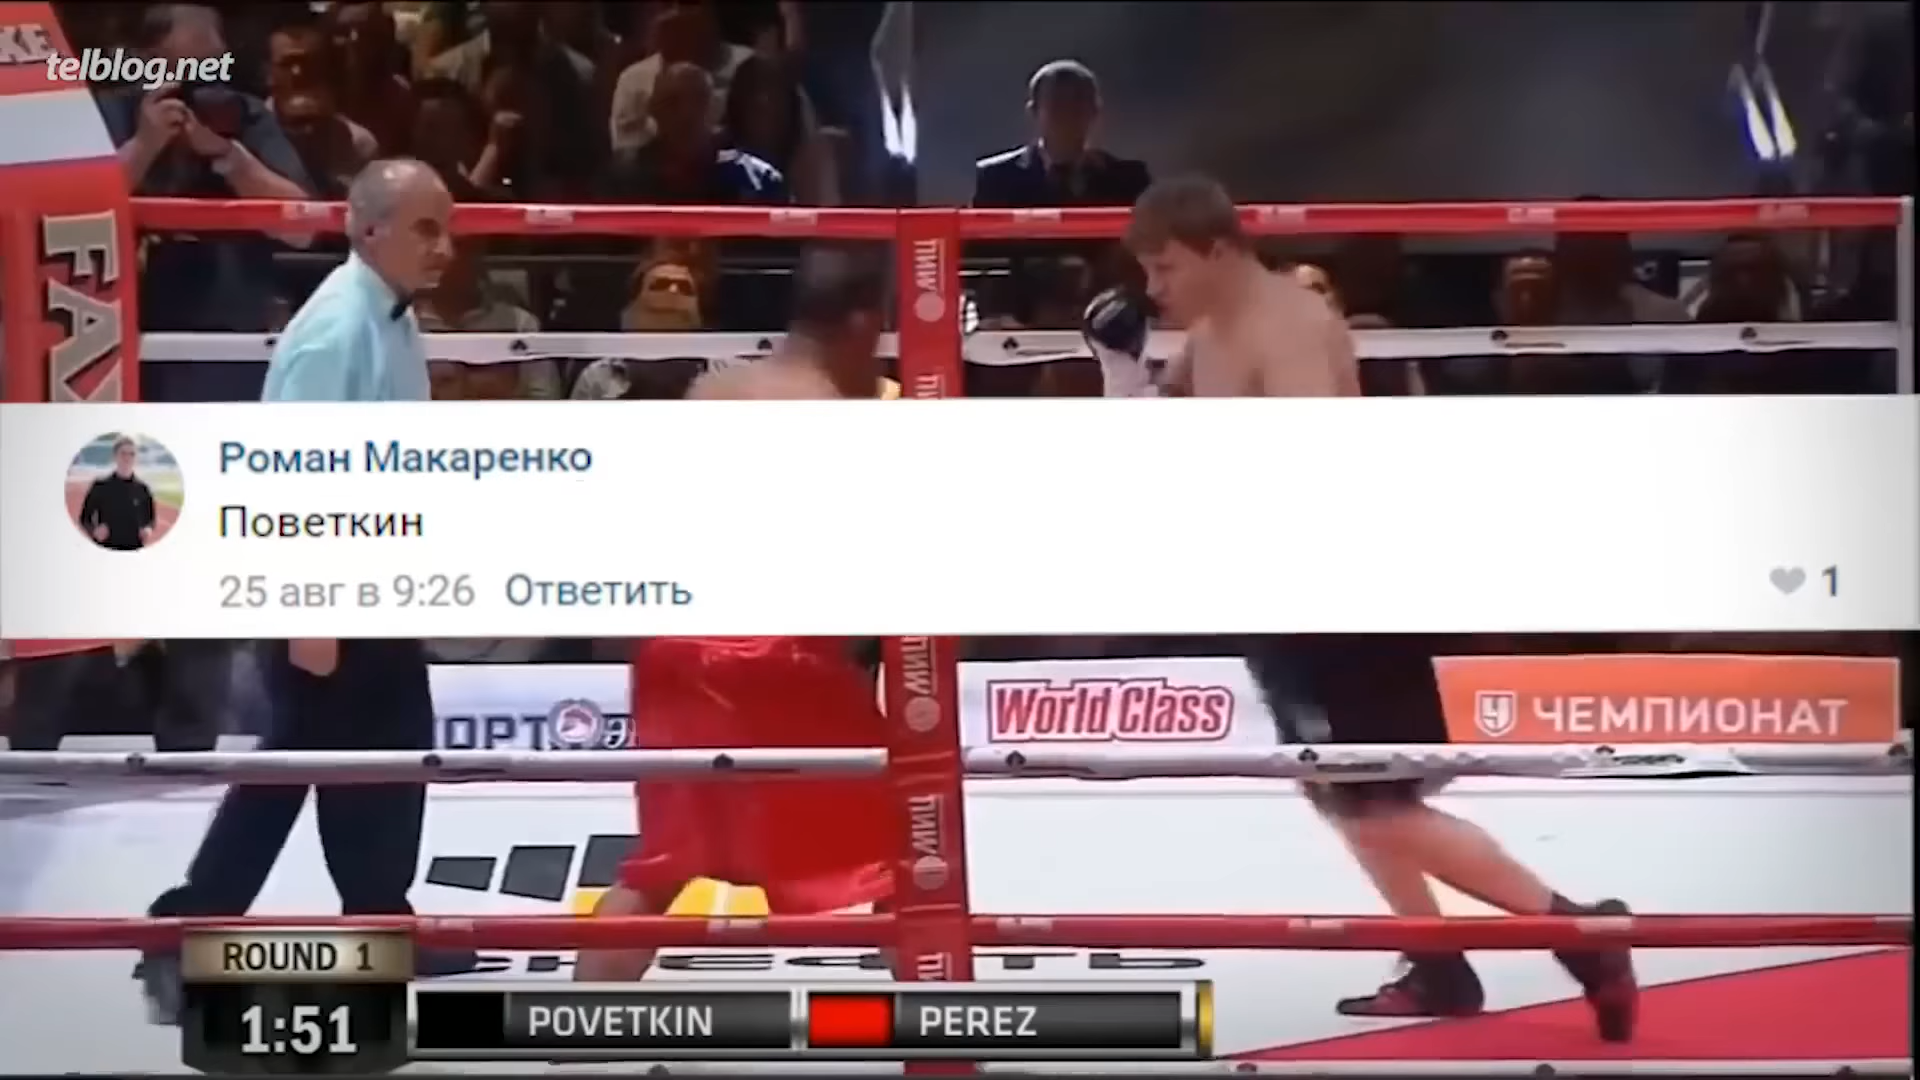 telblog.net
FAV
Роман Макаренко
Поветкин
25 авг в 9:26 Ответить
1
World Class
ЧЕМПИОНАТ
ROUND 1
1:51
POVETKIN
PEREZ